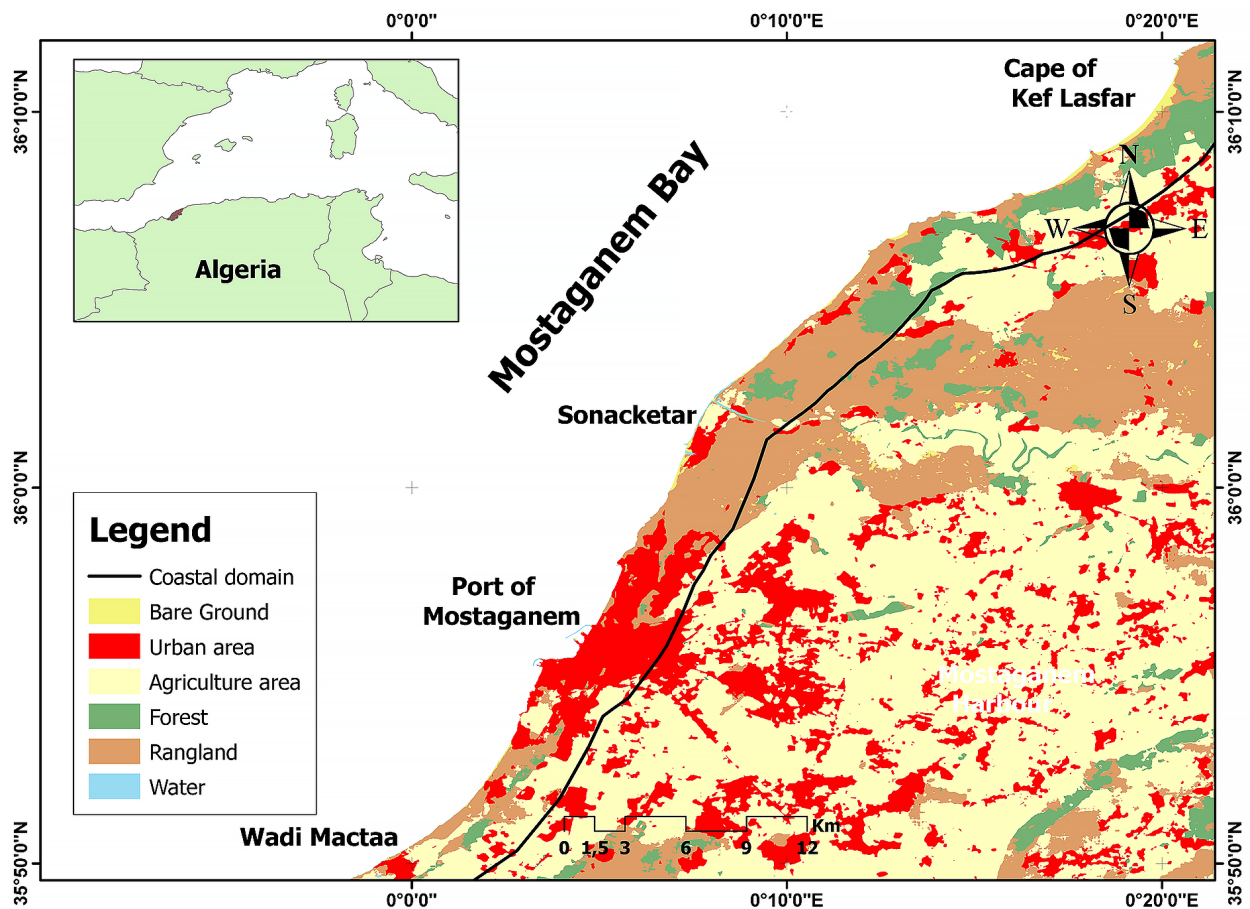 0°0'0"
0°10'0"E
0°20'0"E
36°10'0"N
36°10'0"N
Cape of
Kef Lasfar
N
W
E
S
Algeria
Mostaganem Bay
Sonacketar
36°0'0"N
36°0'0"N
Legend
Coastal domain
Bare Ground
Urban area
Agriculture area
Forest
Rangland
Water
Port of
Mostaganem
Mostaganem
Harbour
Wadi Mactaa
Km
0 1,5 3 6 9 12
35°50'0"N
35°50'0"N
0°0'0"
0°10'0"E
0°20'0"E